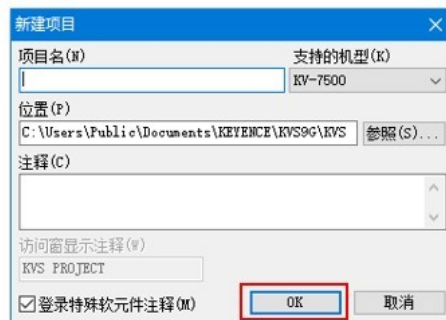 新建项目
项目名(N) 支持的机型(K)
KV-7500
位置(P)
C:\Users\Public\Documents\KEYENCE\KVS9G\KVS 参照(S)...
注释(C)
访问窗显示注释(W)
KVS PROJECT
登录特殊软元件注释(M) OK 取消